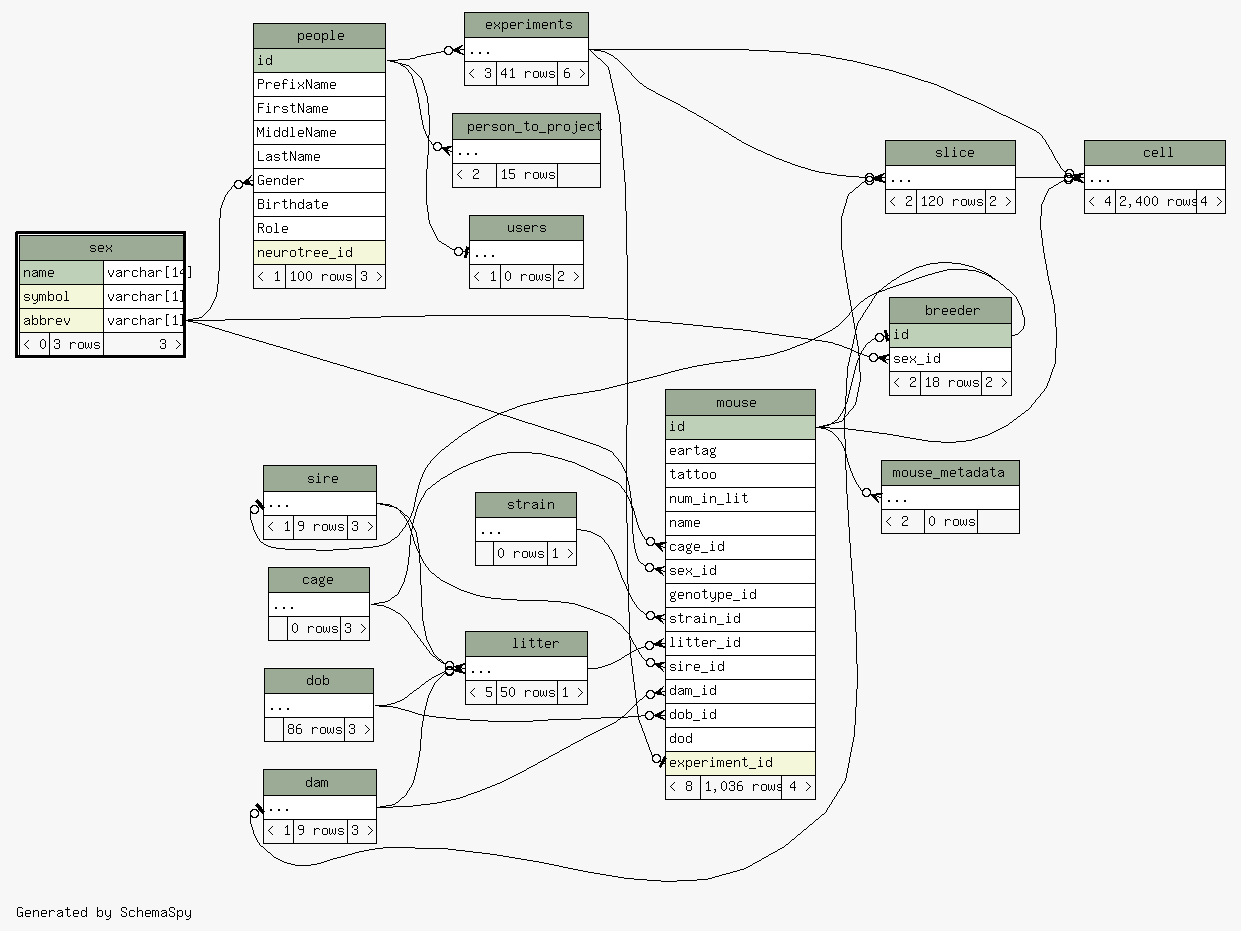 people
id
PrefixName
FirstName
MiddleName
LastName
Gender
Birthdate
Role
neurotree_id
< 1 100 rows 3 >
experiments
...
< 3 41 rows 6 >
person_to_project
...
< 2 15 rows
users
...
< 1 0 rows 2 >
slice
...
< 2 120 rows 2 >
cell
...
< 4 2,400 rows 4 >
sex
name varchar[14]
symbol varchar[1]
abbrev varchar[1]
< 0 3 rows 3 >
breeder
id
sex_id
< 2 18 rows 2 >
mouse
id
eartag
tattoo
num_in_lit
name
cage_id
sex_id
genotype_id
strain_id
litter_id
sire_id
dam_id
dob_id
dod
experiment_id
< 8 1,036 rows 4 >
mouse_metadata
...
< 2 0 rows
sire
...
< 1 9 rows 3 >
strain
...
0 rows 1 >
cage
...
0 rows 3 >
litter
...
< 5 50 rows 1 >
dob
...
86 rows 3 >
dam
...
< 1 9 rows 3 >
Generated by SchemaSpy